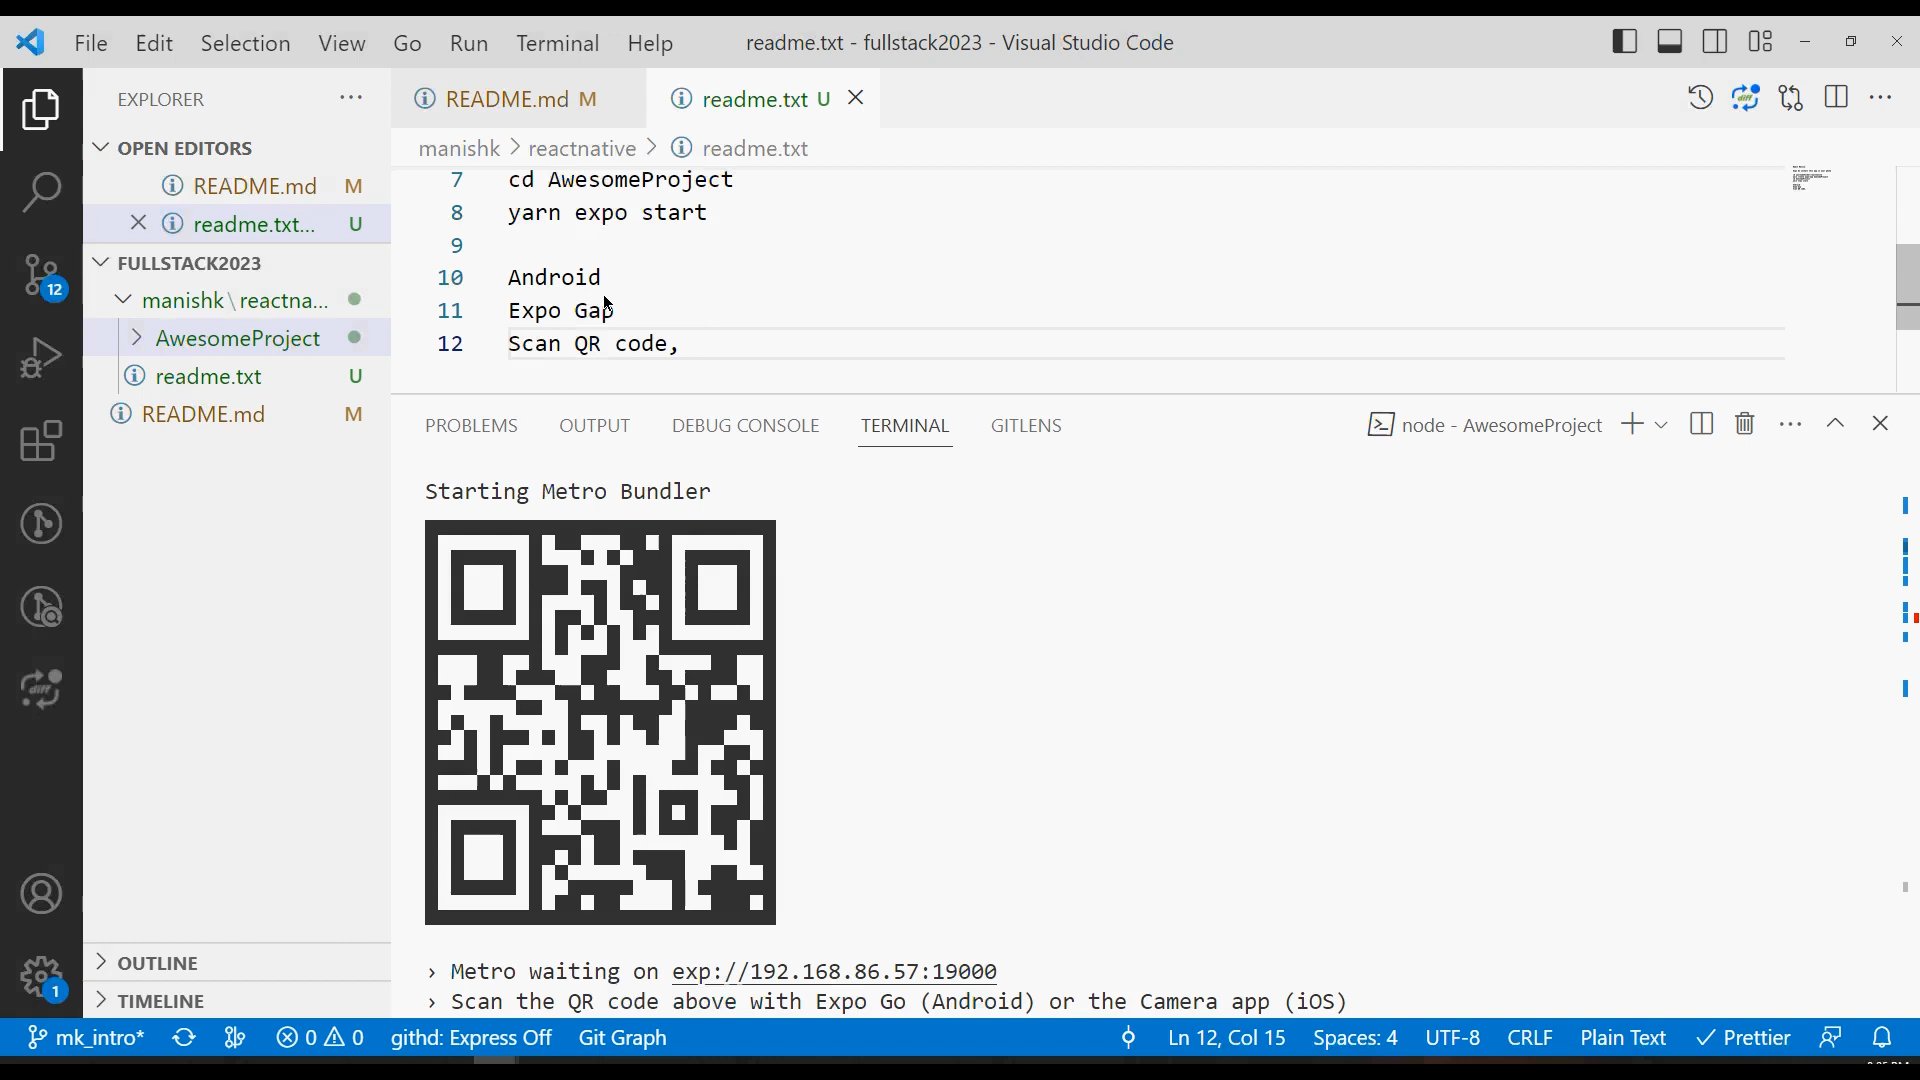 File Edit Selection View Go Run Terminal Help readme.txt - fullstack2023 - Visual Studio Code
EXPLORER
OPEN EDITORS
README.md M
readme.txt... U
FULLSTACK2023
manishk\reactna...
AwesomeProject
readme.txt U
README.md M
OUTLINE
TIMELINE
12
1
README.md M readme.txt U
manishk > reactnative > readme.txt
7 cd AwesomeProject
8 yarn expo start
9
10 Android
11 Expo Gap
12 Scan QR code,
PROBLEMS OUTPUT DEBUG CONSOLE TERMINAL GITLENS node - AwesomeProject
Starting Metro Bundler
› Metro waiting on exp://192.168.86.57:19000
› Scan the QR code above with Expo Go (Android) or the Camera app (iOS)
mk_intro* 0 0 githd: Express Off Git Graph Ln 12, Col 15 Spaces: 4 UTF-8 CRLF Plain Text Prettier